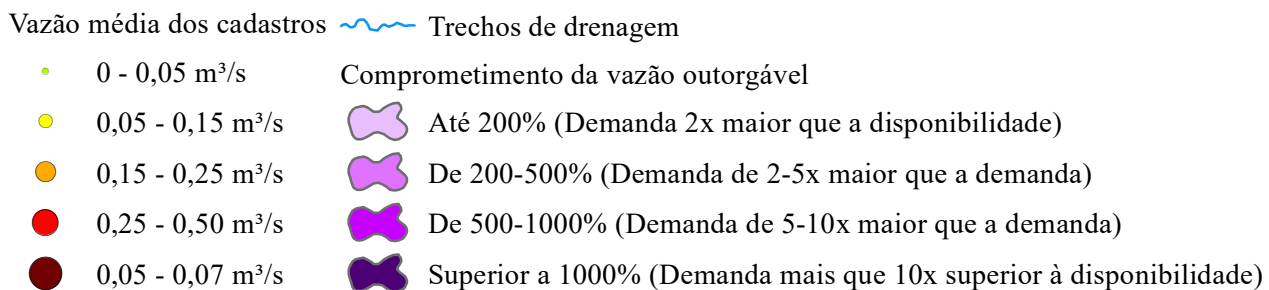 Vazão média dos cadastros Trechos de drenagem
0 - 0,05 m³/s Comprometimento da vazão outorgável
0,05 - 0,15 m³/s Até 200% (Demanda 2x maior que a disponibilidade)
0,15 - 0,25 m³/s De 200-500% (Demanda de 2-5x maior que a demanda)
0,25 - 0,50 m³/s De 500-1000% (Demanda de 5-10x maior que a demanda)
0,05 - 0,07 m³/s Superior a 1000% (Demanda mais que 10x superior à disponibilidade)